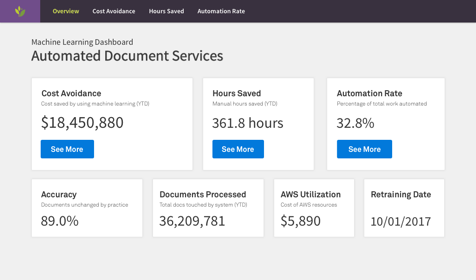 Overview Cost Avoidance Hours Saved Automation Rate
Machine Learning Dashboard
Automated Document Services
Cost Avoidance
Cost saved by using machine learning (YTD)
$18,450,880
See More
Hours Saved
Manual hours saved (YTD)
361.8 hours
See More
Automation Rate
Percentage of total work automated
32.8%
See More
Accuracy
Documents unchanged by practice
89.0%
Documents Processed
Total docs touched by system (YTD)
36,209,781
AWS Utilization
Cost of AWS resources
$5,890
Retraining Date
10/01/2017